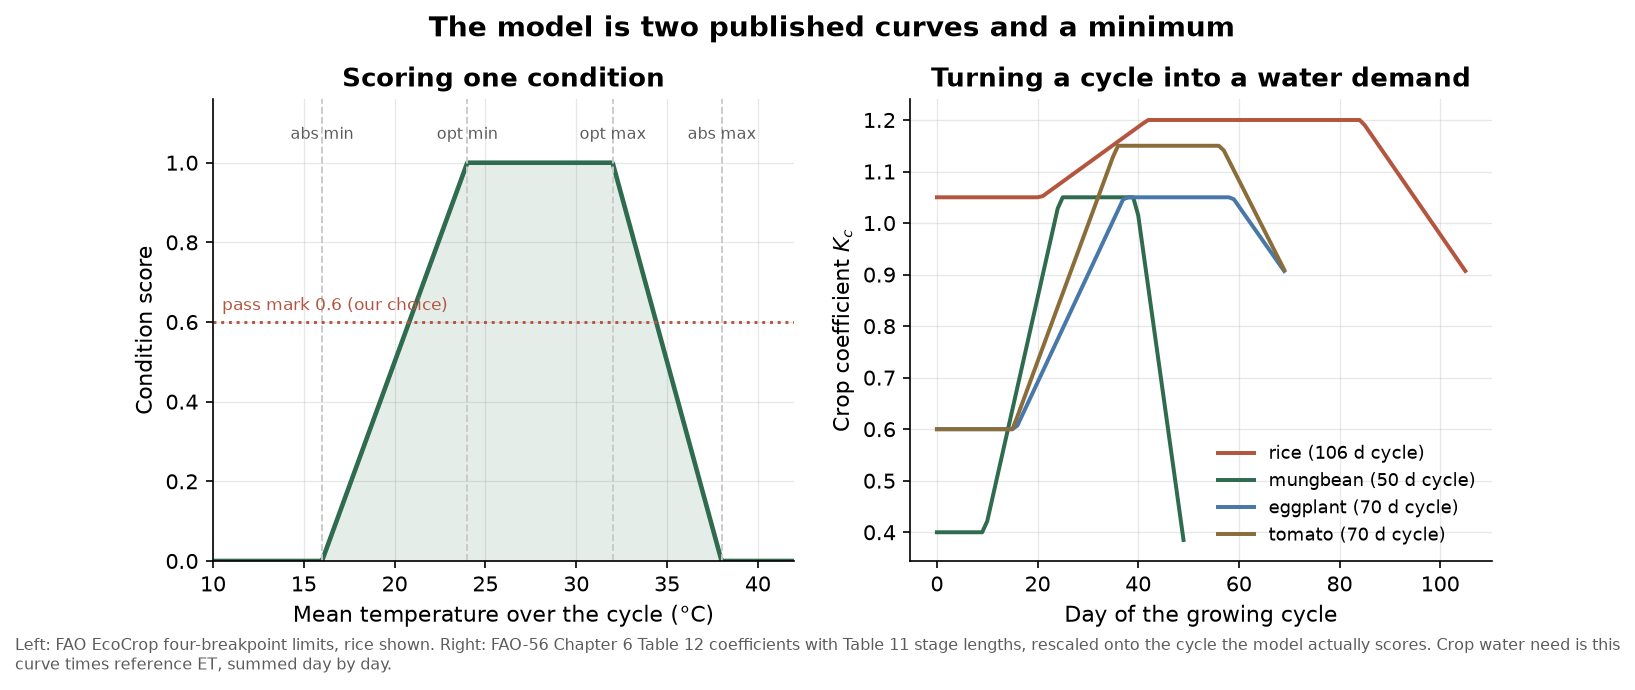 The model is two published curves and a minimum
Scoring one condition
abs min
opt min
opt max
abs max
pass mark 0.6 (our choice)
Condition score
1.0
0.8
0.6
0.4
0.2
0.0
10 15 20 25 30 35 40
Mean temperature over the cycle (°C)
Turning a cycle into a water demand
Crop coefficient Kc
1.2
1.1
1.0
0.9
0.8
0.7
0.6
0.5
0.4
rice (106 d cycle)
mungbean (50 d cycle)
eggplant (70 d cycle)
tomato (70 d cycle)
0 20 40 60 80 100
Day of the growing cycle
Left: FAO EcoCrop four-breakpoint limits, rice shown. Right: FAO-56 Chapter 6 Table 12 coefficients with Table 11 stage lengths, rescaled onto the cycle the model actually scores. Crop water need is this
curve times reference ET, summed day by day.